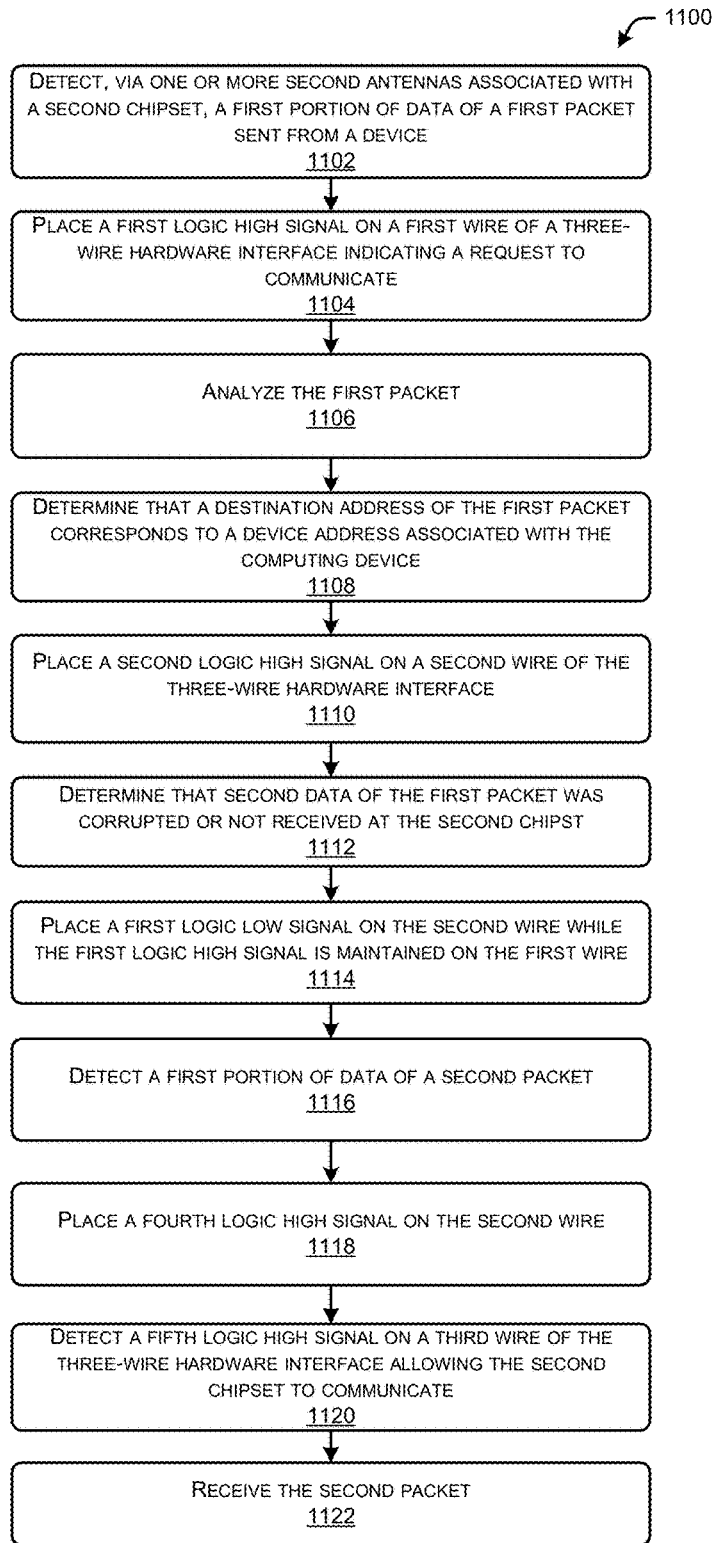 1100
DETECT, VIA ONE OR MORE SECOND ANTENNAS ASSOCIATED WITH
A SECOND CHIPSET, A FIRST PORTION OF DATA OF A FIRST PACKET
SENT FROM A DEVICE
1102
PLACE A FIRST LOGIC HIGH SIGNAL ON A FIRST WIRE OF A THREE-
WIRE HARDWARE INTERFACE INDICATING A REQUEST TO
COMMUNICATE
1104
ANALYZE THE FIRST PACKET
1106
DETERMINE THAT A DESTINATION ADDRESS OF THE FIRST PACKET
CORRESPONDS TO A DEVICE ADDRESS ASSOCIATED WITH THE
COMPUTING DEVICE
1108
PLACE A SECOND LOGIC HIGH SIGNAL ON A SECOND WIRE OF THE
THREE-WIRE HARDWARE INTERFACE
1110
DETERMINE THAT SECOND DATA OF THE FIRST PACKET WAS
CORRUPTED OR NOT RECEIVED AT THE SECOND CHIPST
1112
PLACE A FIRST LOGIC LOW SIGNAL ON THE SECOND WIRE WHILE
THE FIRST LOGIC HIGH SIGNAL IS MAINTAINED ON THE FIRST WIRE
1114
DETECT A FIRST PORTION OF DATA OF A SECOND PACKET
1116
PLACE A FOURTH LOGIC HIGH SIGNAL ON THE SECOND WIRE
1118
DETECT A FIFTH LOGIC HIGH SIGNAL ON A THIRD WIRE OF THE
THREE-WIRE HARDWARE INTERFACE ALLOWING THE SECOND
CHIPSET TO COMMUNICATE
1120
RECEIVE THE SECOND PACKET
1122